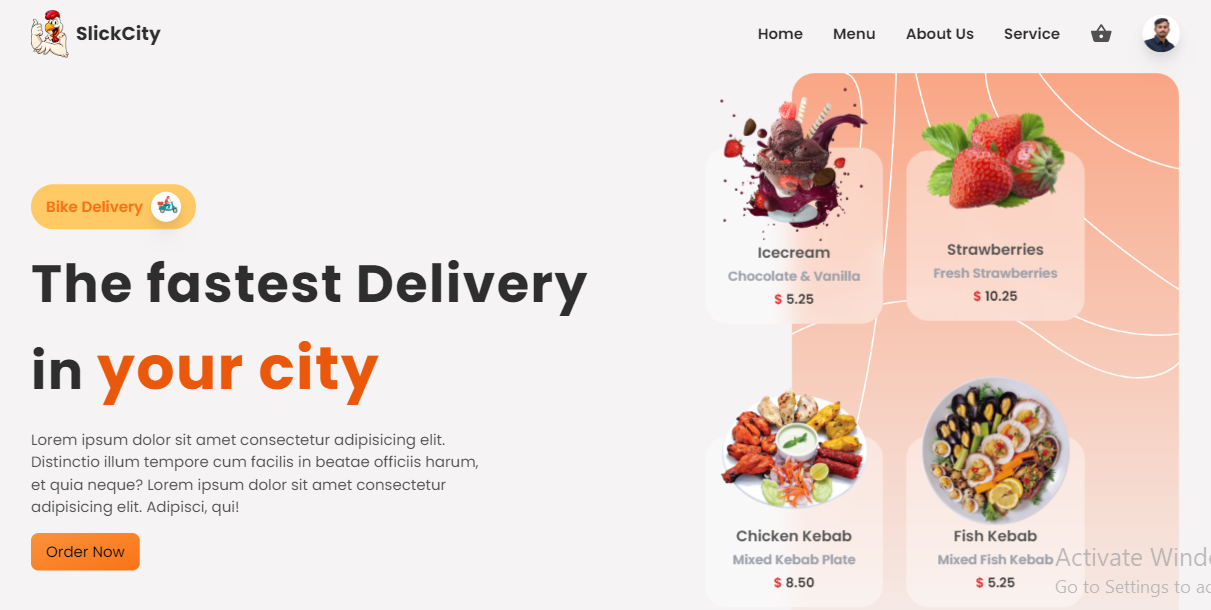 SlickCity
Home Menu About Us Service
Bike Delivery
The fastest Delivery
in your city
Lorem ipsum dolor sit amet consectetur adipisicing elit.
Distinctio illum tempore cum facilis in beatae officiis harum,
et quia neque? Lorem ipsum dolor sit amet consectetur
adipisicing elit. Adipisci, qui!
Order Now
Icecream
Chocolate & Vanilla
$ 5.25
Strawberries
Fresh Strawberries
$ 10.25
Chicken Kebab
Mixed Kebab Plate
$ 8.50
Fish Kebab
Mixed Fish Kebab
$ 5.25
Activate Windo
Go to Settings to ac